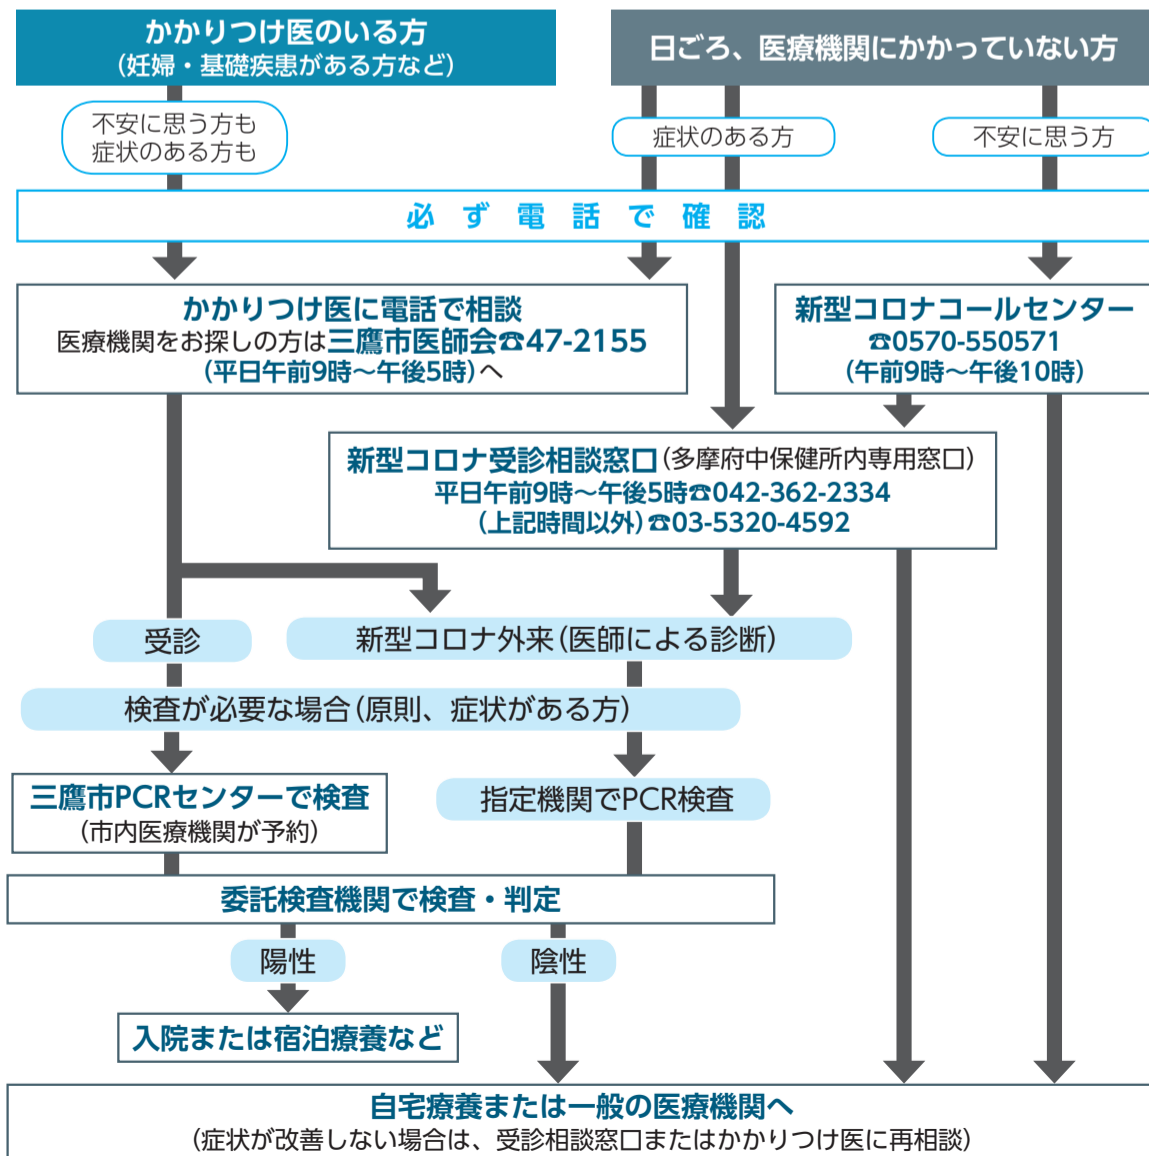 かかりつけ医のいる方
(妊婦・基礎疾患がある方など)
日ごろ、医療機関にかかっていない方
不安に思う方も
症状のある方も
症状のある方
不安に思う方
必ず電話で確認
かかりつけ医に電話で相談
医療機関をお探しの方は三鷹市医師会☎47-2155
(平日午前9時〜午後5時)へ
新型コロナコールセンター
☎0570-550571
(午前9時〜午後10時)
新型コロナ受診相談窓口(多摩府中保健所内専用窓口)
平日午前9時〜午後5時☎042-362-2334
(上記時間以外)☎03-5320-4592
受診
新型コロナ外来(医師による診断)
検査が必要な場合(原則、症状がある方)
三鷹市PCRセンターで検査
(市内医療機関が予約)
指定機関でPCR検査
委託検査機関で検査・判定
陽性
陰性
入院または宿泊療養など
自宅療養または一般の医療機関へ
(症状が改善しない場合は、受診相談窓口またはかかりつけ医に再相談)